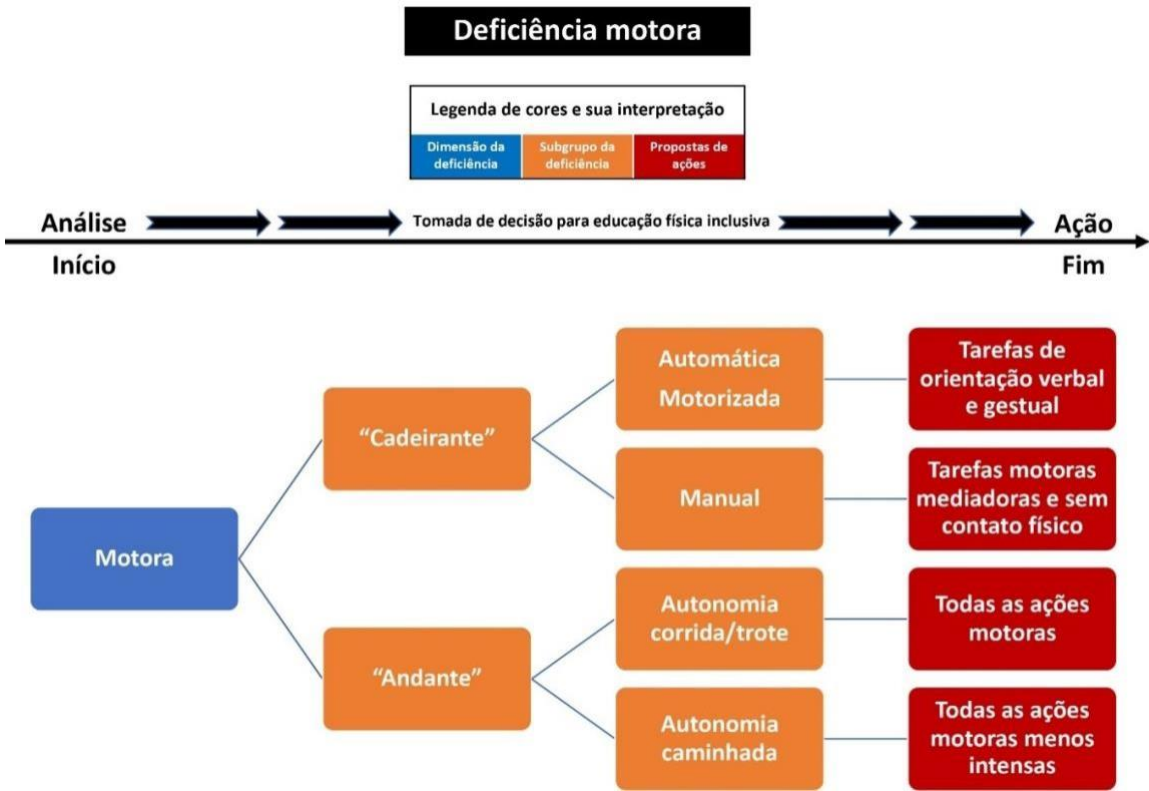 Deficiência motora
Legenda de cores e sua interpretação
Dimensão da
deficiência
Subgrupo da
deficiência
Propostas de
ações
Análise
Tomada de decisão para educação física inclusiva
Ação
Início
Fim
Motora
“Cadeirante”
Automática
Motorizada
Tarefas de
orientação verbal
e gestual
Manual
Tarefas motoras
mediadoras e sem
contato físico
“Andante”
Autonomia
corrida/trote
Todas as ações
motoras
Autonomia
caminhada
Todas as ações
motoras menos
intensas